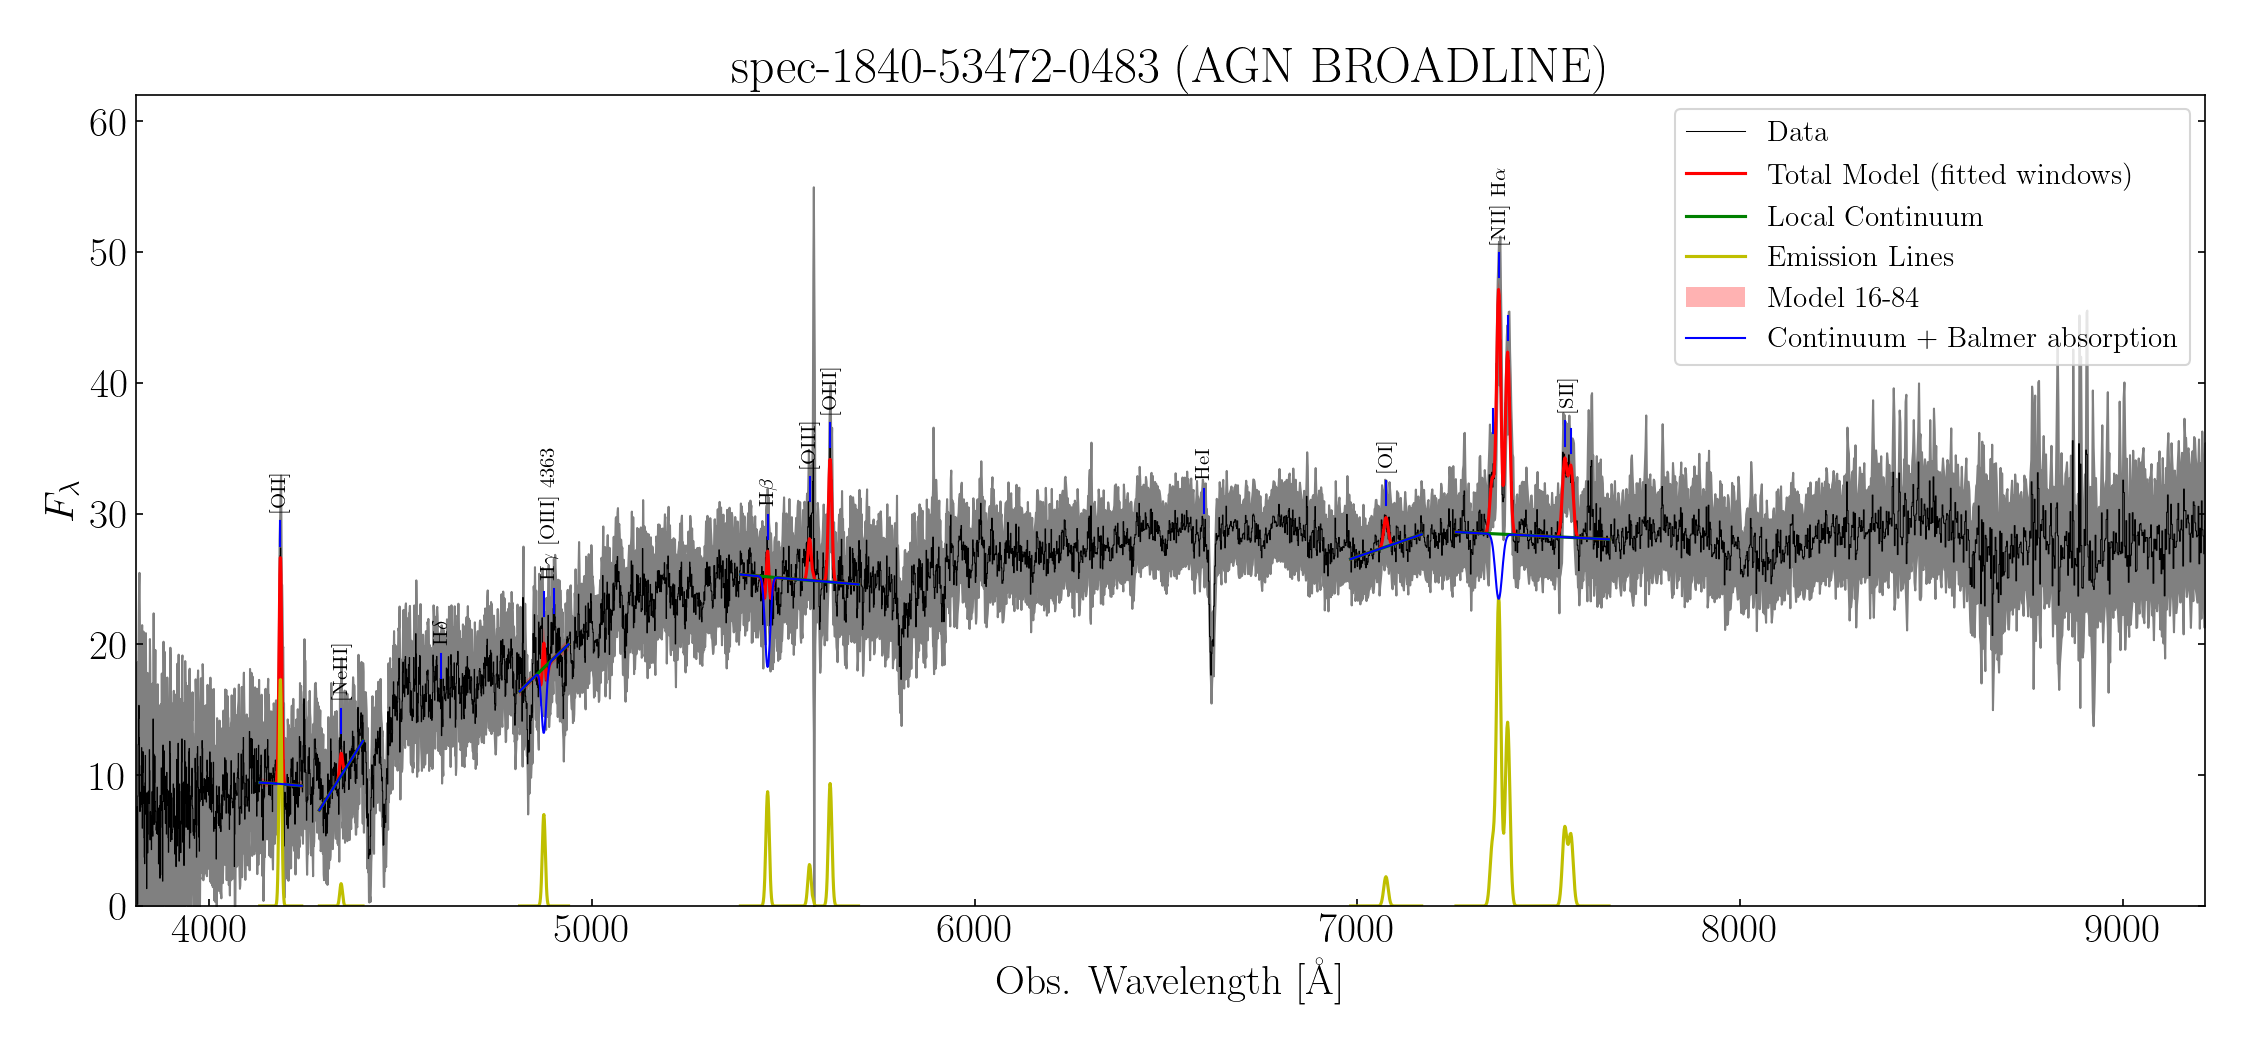 spec-1840-53472-0483 (AGN BROADLINE)
Data
Total Model (fitted windows)
Local Continuum
Emission Lines
Model 16-84
Continuum + Balmer absorption
[OII]
[NeIII]
Hδ
Hγ [OIII] 4363
Hβ
[OIII]
[OIII]
HeI
[OI]
[NII] Hα
[SII]
60
50
40
30
20
10
0
Fλ
4000 5000 6000 7000 8000 9000
Obs. Wavelength [Å]